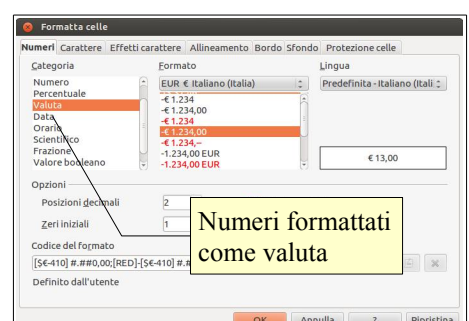 Formatta celle
Numeri Carattere Effetti carattere Allineamento Bordo Sfondo Protezione celle
Categoria Formato Lingua
Numero
Percentuale
Valuta
Data
Orario
Scientifico
Frazione
Valore booleano
EUR € Italiano (Italia)
-€ 1.234
-€ 1.234,00
-€ 1.234
-€ 1.234,00
-€ 1.234,--
-1.234,00 EUR
-1.234,00 EUR
Predefinita - Italiano (Itali
€ 13,00
Opzioni
Posizioni decimali 2
Zeri iniziali 1
Numeri formattati
come valuta
Codice del formato
[$€-410] #.##0,00;[RED]-[$€-410] #.##
Definito dall'utente
OK Annulla ? Ripristina